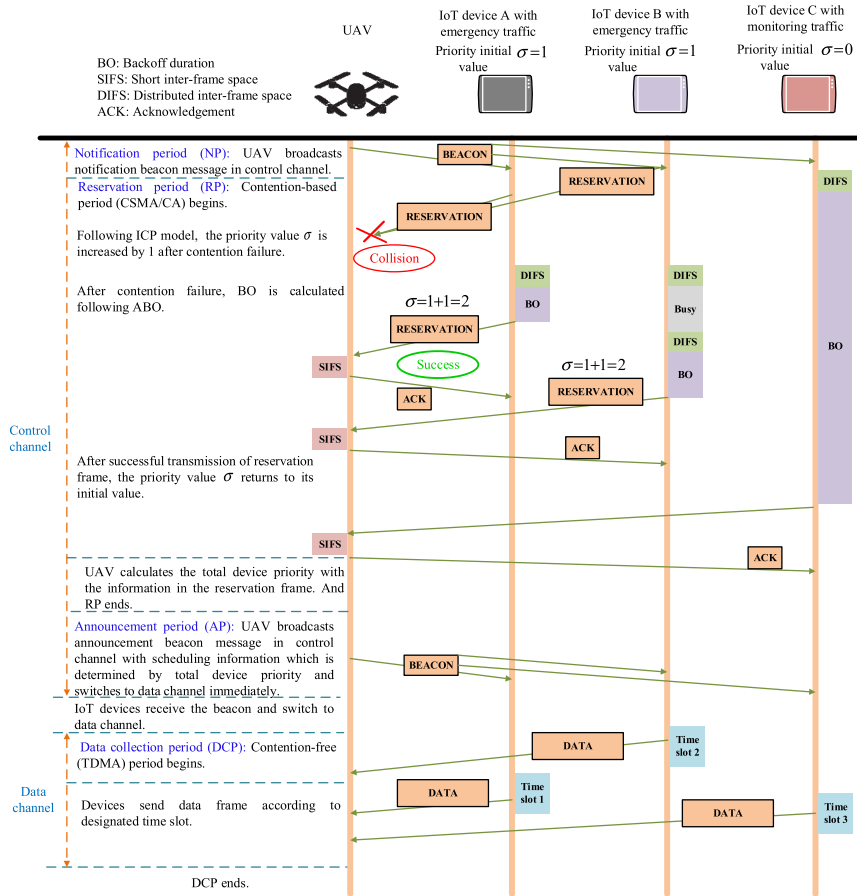 UAV
IoT device A with
emergency traffic
Priority initial σ=1
value
IoT device B with
emergency traffic
Priority initial σ=1
value
IoT device C with
monitoring traffic
Priority initial σ=0
value
BO: Backoff duration
SIFS: Short inter-frame space
DIFS: Distributed inter-frame space
ACK: Acknowledgement
Notification period (NP): UAV broadcasts
notification beacon message in control channel.
BEACON
Reservation period (RP): Contention-based
period (CSMA/CA) begins.
RESERVATION
DIFS
RESERVATION
Following ICP model, the priority value σ is
increased by 1 after contention failure.
Collision
After contention failure, BO is calculated
following ABO.
DIFS
BO
DIFS
Busy
DIFS
BO
BO
σ=1+1=2
RESERVATION
SIFS
Success
σ=1+1=2
RESERVATION
ACK
SIFS
ACK
Control
channel
After successful transmission of reservation
frame, the priority value σ returns to its
initial value.
SIFS
ACK
UAV calculates the total device priority with
the information in the reservation frame. And
RP ends.
Announcement period (AP): UAV broadcasts
announcement beacon message in control
channel with scheduling information which is
determined by total device priority and
switches to data channel immediately.
BEACON
IoT devices receive the beacon and switch to
data channel.
Data collection period (DCP): Contention-free
(TDMA) period begins.
DATA
Time
slot 2
Data
channel
Devices send data frame according to
designated time slot.
DATA
Time
slot 1
DATA
Time
slot 3
DCP ends.